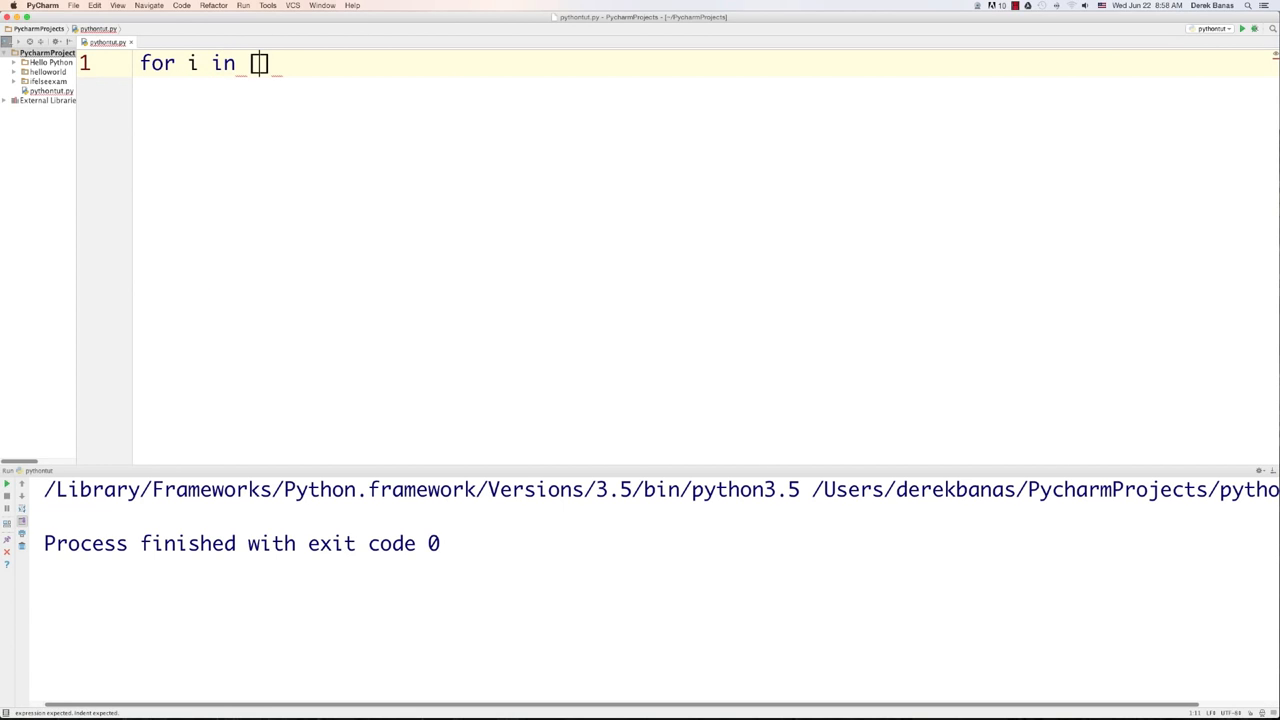 PyCharm File Edit View Navigate Code Refactor Run Tools VCS Window Help 10 Wed Jun 22 8:58 AM Derek Banas
pythontut.py - PycharmProjects - [~/PycharmProjects]
PycharmProjects pythontut.py pythontut
pythontut.py
PycharmProject
Hello Python
helloworld
ifelseexam
pythontut.py
External Librarie
1 for i in []
Run pythontut
/Library/Frameworks/Python.framework/Versions/3.5/bin/python3.5 /Users/derekbanas/PycharmProjects/pytho
Process finished with exit code 0
expression expected. Indent expected. 1:11 LF UTF-8